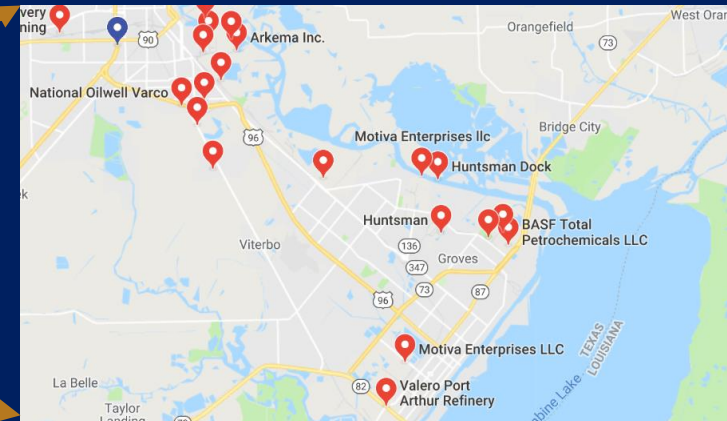 very
ning
90
Arkema Inc.
Orangefield
West Oran
73
National Oilwell Varco
96
Motiva Enterprises llc
Bridge City
Huntsman Dock
Huntsman
BASF Total
Petrochemicals LLC
Viterbo
136
Groves
347
73
87
96
TEXAS
LOUISIANA
Motiva Enterprises LLC
La Belle
82
Valero Port
Arthur Refinery
Taylor
Landing
bine Lake